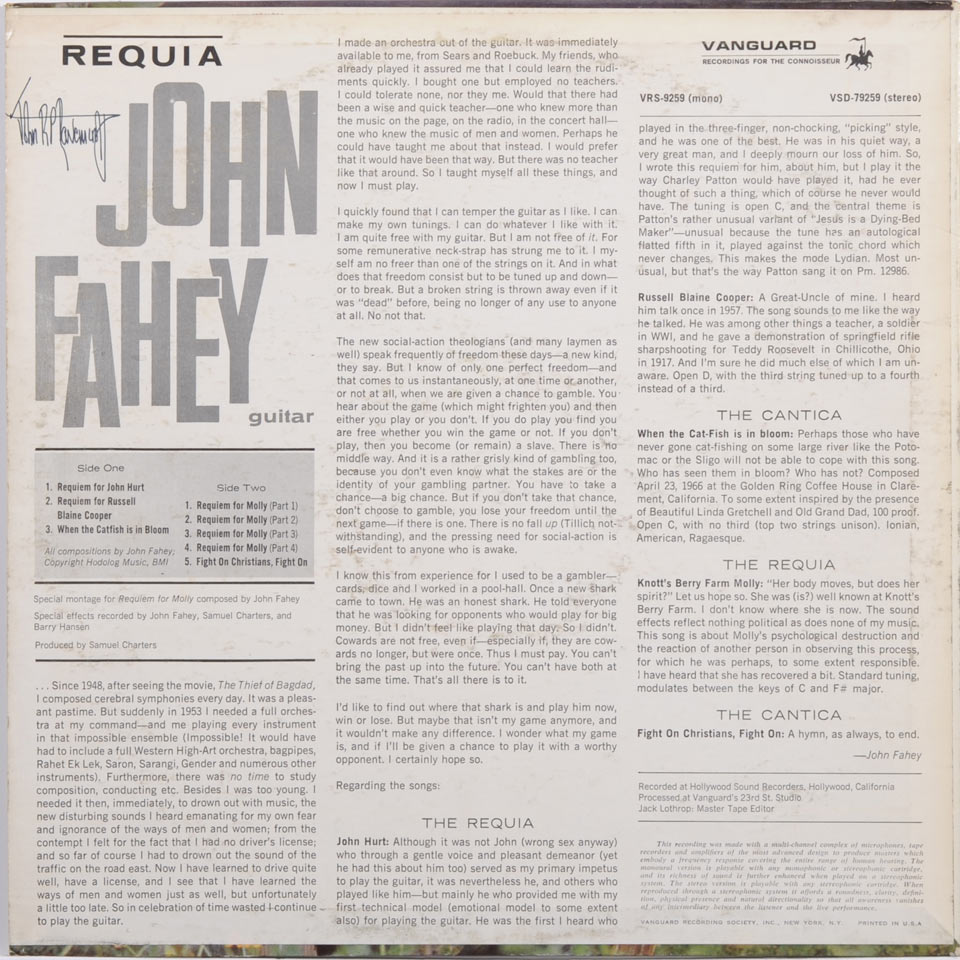 REQUIA
JOHN
FAHEY
guitar
Side One
1. Requiem for John Hurt
2. Requiem for Russell
Blaine Cooper
3. When the Catfish is in Bloom
All compositions by John Fahey;
Copyright Hodolog Music, BMI
Side Two
1. Requiem for Molly (Part 1)
2. Requiem for Molly (Part 2)
3. Requiem for Molly (Part 3)
4. Requiem for Molly (Part 4)
5. Fight On Christians, Fight On
Special montage for Requiem for Molly composed by John Fahey
Special effects recorded by John Fahey, Samuel Charters, and
Barry Hansen
Produced by Samuel Charters
. . . Since 1948, after seeing the movie, The Thief of Bagdad,
I composed cerebral symphonies every day. It was a pleas-
ant pastime. But suddenly in 1953 I needed a full orches-
tra at my command—and me playing every instrument
in that impossible ensemble (Impossible! It would have
had to include a full Western High-Art orchestra, bagpipes,
Rahet Ek Lek, Saron, Sarangi, Gender and numerous other
instruments). Furthermore, there was no time to study
composition, conducting etc. Besides I was too young. I
needed it then, immediately, to drown out with music, the
new disturbing sounds I heard emanating for my own fear
and ignorance of the ways of men and women; from the
contempt I felt for the fact that I had no driver's license;
and so far of course I had to drown out the sound of the
traffic on the road east. Now I have learned to drive quite
well, have a license, and I see that I have learned the
ways of men and women just as well, but unfortunately
a little too late. So in celebration of time wasted I continue
to play the guitar.
I made an orchestra out of the guitar. It was immediately
available to me, from Sears and Roebuck. My friends, who
already played it assured me that I could learn the rudi-
ments quickly. I bought one but employed no teachers.
I could tolerate none, nor they me. Would that there had
been a wise and quick teacher—one who knew more than
the music on the page, on the radio, in the concert hall—
one who knew the music of men and women. Perhaps he
could have taught me about that instead. I would prefer
that it would have been that way. But there was no teacher
like that around. So I taught myself all these things, and
now I must play.
I quickly found that I can temper the guitar as I like. I can
make my own tunings. I can do whatever I like with it.
I am quite free with my guitar. But I am not free of it. For
some remunerative neck-strap has strung me to it. I my-
self am no freer than one of the strings on it. And in what
does that freedom consist but to be tuned up and down—
or to break. But a broken string is thrown away even if it
was "dead" before, being no longer of any use to anyone
at all. No not that.
The new social-action theologians (and many laymen as
well) speak frequently of freedom these days—a new kind,
they say. But I know of only one perfect freedom—and
that comes to us instantaneously, at one time or another,
or not at all, when we are given a chance to gamble. You
hear about the game (which might frighten you) and then
either you play or you don't. If you do play you find you
are free whether you win the game or not. If you don't
play, then you become (or remain) a slave. There is no
middle way. And it is a rather grisly kind of gambling too,
because you don't even know what the stakes are or the
identity of your gambling partner. You have to take a
chance—a big chance. But if you don't take that chance,
don't choose to gamble, you lose your freedom until the
next game—if there is one. There is no fall up (Tillich not-
withstanding), and the pressing need for social-action is
self-evident to anyone who is awake.
I know this from experience for I used to be a gambler—
cards, dice and I worked in a pool-hall. Once a new shark
came to town. He was an honest shark. He told everyone
that he was looking for opponents who would play for big
money. But I didn't feel like playing that day. So I didn't.
Cowards are not free, even if—especially if, they are cow-
ards no longer, but were once. Thus I must pay. You can't
bring the past up into the future. You can't have both at
the same time. That's all there is to it.
I'd like to find out where that shark is and play him now,
win or lose. But maybe that isn't my game anymore, and
it wouldn't make any difference. I wonder what my game
is, and if I'll be given a chance to play it with a worthy
opponent. I certainly hope so.
Regarding the songs:
THE REQUIA
John Hurt: Although it was not John (wrong sex anyway)
who through a gentle voice and pleasant demeanor (yet
he had this about him too) served as my primary impetus
to play the guitar, it was nevertheless he, and others who
played like him—but mainly he who provided me with my
first technical model (emotional model to some extent
also) for playing the guitar. He was the first I heard who
VANGUARD
RECORDINGS FOR THE CONNOISSEUR
VRS-9259 (mono) VSD-79259 (stereo)
played in the three-finger, non-chocking, "picking" style,
and he was one of the best. He was in his quiet way, a
very great man, and I deeply mourn our loss of him. So,
I wrote this requiem for him, about him, but I play it the
way Charley Patton would have played it, had he ever
thought of such a thing, which of course he never would
have. The tuning is open C, and the central theme is
Patton's rather unusual variant of "Jesus is a Dying-Bed
Maker"—unusual because the tune has an autological
flatted fifth in it, played against the tonic chord which
never changes. This makes the mode Lydian. Most un-
usual, but that's the way Patton sang it on Pm. 12986.
Russell Blaine Cooper: A Great-Uncle of mine. I heard
him talk once in 1957. The song sounds to me like the way
he talked. He was among other things a teacher, a soldier
in WWI, and he gave a demonstration of springfield rifle
sharpshooting for Teddy Roosevelt in Chillicothe, Ohio
in 1917. And I'm sure he did much else of which I am un-
aware. Open D, with the third string tuned up to a fourth
instead of a third.
THE CANTICA
When the Cat-Fish is in bloom: Perhaps those who have
never gone cat-fishing on some large river like the Poto-
mac or the Sligo will not be able to cope with this song.
Who has seen them in bloom? Who has not? Composed
April 23, 1966 at the Golden Ring Coffee House in Clare-
ment, California. To some extent inspired by the presence
of Beautiful Linda Gretchell and Old Grand Dad, 100 proof.
Open C, with no third (top two strings unison). Ionian,
American, Ragaesque.
THE REQUIA
Knott's Berry Farm Molly: "Her body moves, but does her
spirit?" Let us hope so. She was (is?) well known at Knott's
Berry Farm. I don't know where she is now. The sound
effects reflect nothing political as does none of my music.
This song is about Molly's psychological destruction and
the reaction of another person in observing this process,
for which he was perhaps, to some extent responsible.
I have heard that she has recovered a bit. Standard tuning,
modulates between the keys of C and F# major.
THE CANTICA
Fight On Christians, Fight On: A hymn, as always, to end.
—John Fahey
Recorded at Hollywood Sound Recorders, Hollywood, California
Processed at Vanguard's 23rd St. Studio
Jack Lothrop: Master Tape Editor
This recording was made with a multi-channel complex of microphones, tape
recorders and amplifiers of the most advanced design to produce masters which
embody a frequency response covering the entire range of human hearing. The
monaural version is playable with any monophonic or stereophonic cartridge,
and its richness of sound is further enhanced when played on a stereophonic
system. The stereo version is playable with any stereophonic cartridge. When
reproduced through a stereophonic system it affords a roundness, clarity, defini-
tion, physical presence and natural directionality so that all awareness vanishes
of any intermediary between the listener and the live performance.
VANGUARD RECORDING SOCIETY, INC., NEW YORK, N.Y. PRINTED IN U.S.A